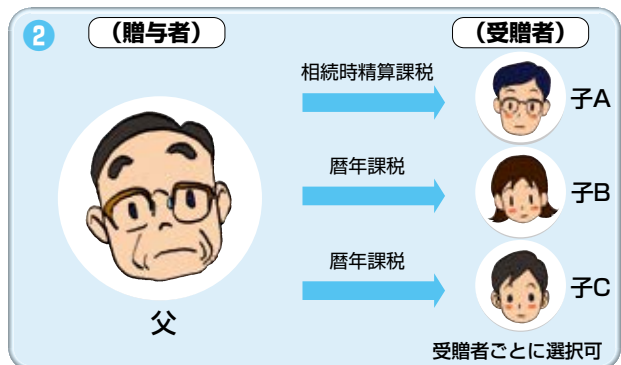 2
（贈与者）
（受贈者）
相続時精算課税
子A
暦年課税
子B
暦年課税
子C
父
受贈者ごとに選択可